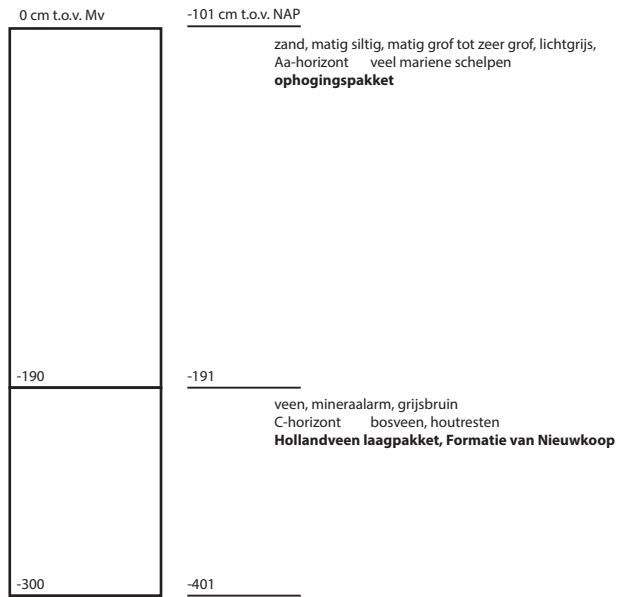 0 cm t.o.v. Mv -101 cm t.o.v. NAP
zand, matig siltig, matig grof tot zeer grof, lichtgrijs,
Aa-horizont veel mariene schelpen
ophogingspakket
-190 -191
veen, mineraalarm, grijsbruin
C-horizont bosveen, houtresten
Hollandveen laagpakket, Formatie van Nieuwkoop
-300 -401